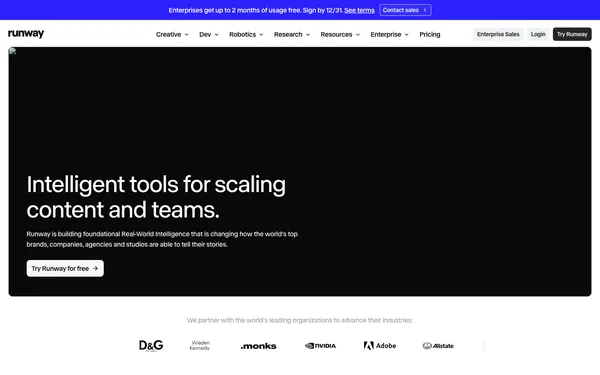 Enterprises get up to 2 months of usage free. Sign by 12/31. See terms Contact sales
runway Creative Dev Robotics Research Resources Enterprise Pricing Enterprise Sales Login Try Runway
Intelligent tools for scaling
content and teams.
Runway is building foundational Real-World Intelligence that is changing how the world's top
brands, companies, agencies and studios are able to tell their stories.
Try Runway for free →
We partner with the world's leading organizations to advance their industries:
D&G Wieden Kennedy .monks NVIDIA Adobe Allstate